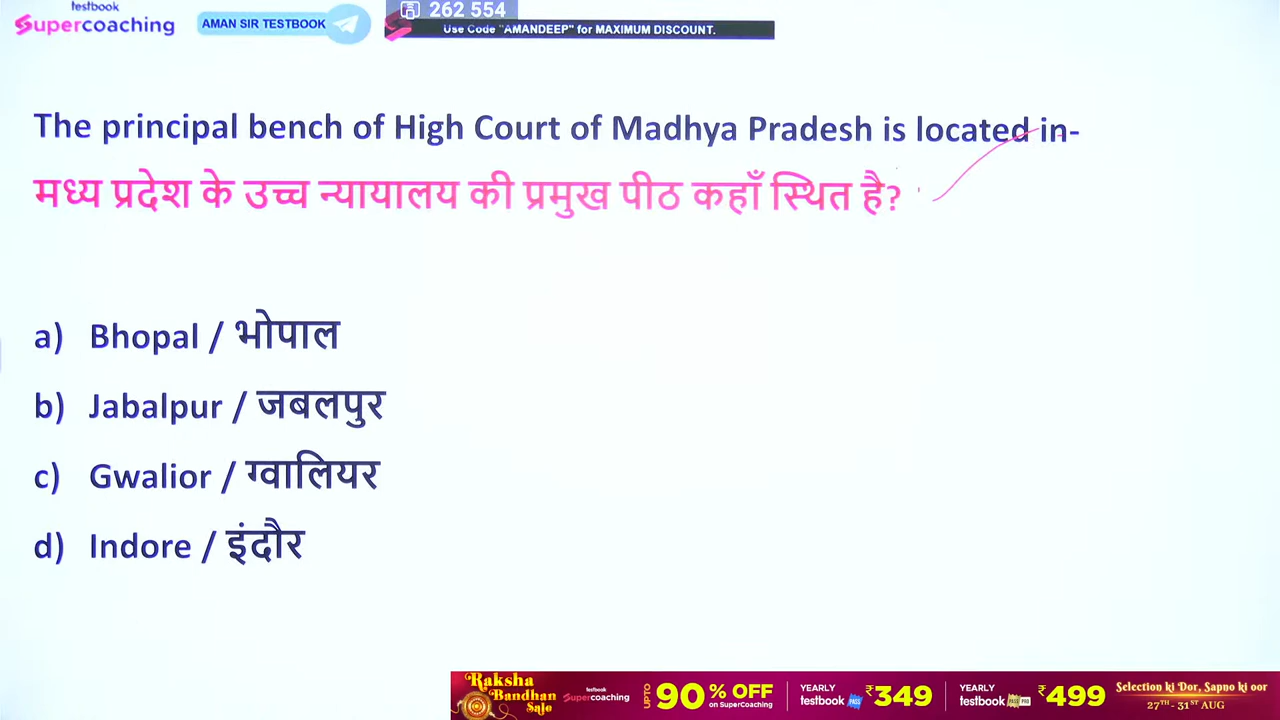 testbook
Supercoaching
AMAN SIR TESTBOOK
262 554
Use Code "AMANDEEP" for MAXIMUM DISCOUNT.
The principal bench of High Court of Madhya Pradesh is located in-
मध्य प्रदेश के उच्च न्यायालय की प्रमुख पीठ कहाँ स्थित है?
a) Bhopal / भोपाल
b) Jabalpur / जबलपुर
c) Gwalior / ग्वालियर
d) Indore / इंदौर
Raksha Bandhan Sale
testbook Supercoaching
UPTO 90% OFF on SuperCoaching
YEARLY testbook PASS ₹349
YEARLY testbook PASS PRO ₹499
Selection ki Dor, Sapno ki oor
27TH - 31ST AUG